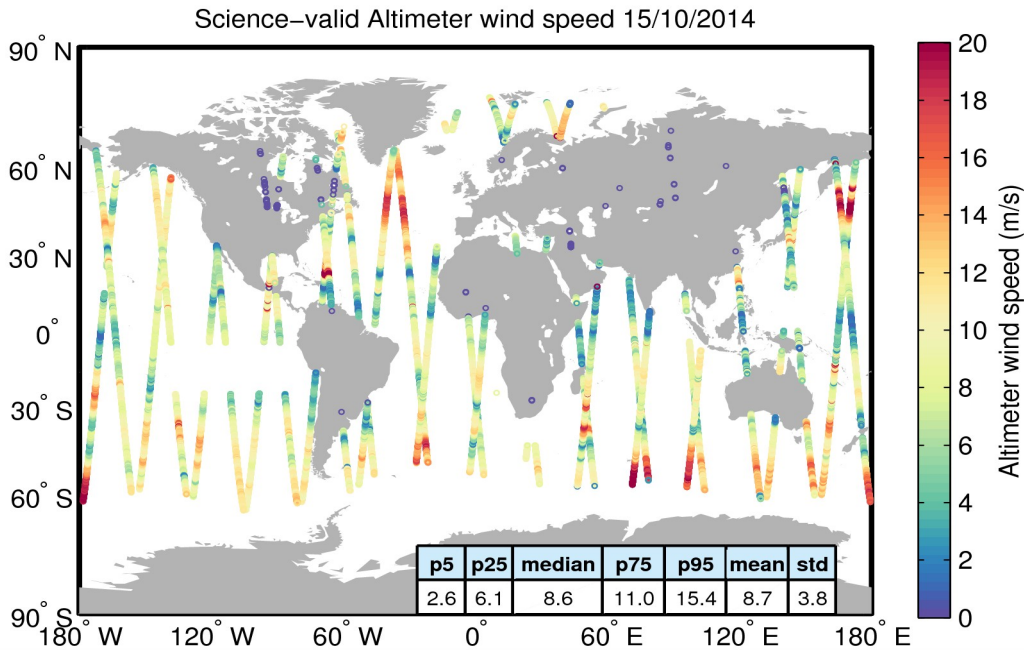 Science−valid Altimeter wind speed 15/10/2014
90° N
60° N
30° N
0°
30° S
60° S
90° S
180° W
120° W
60° W
0°
60° E
120° E
180° E
p5 p25 median p75 p95 mean std
2.6 6.1 8.6 11.0 15.4 8.7 3.8
20
18
16
14
12
10
8
6
4
2
0
Altimeter wind speed (m/s)